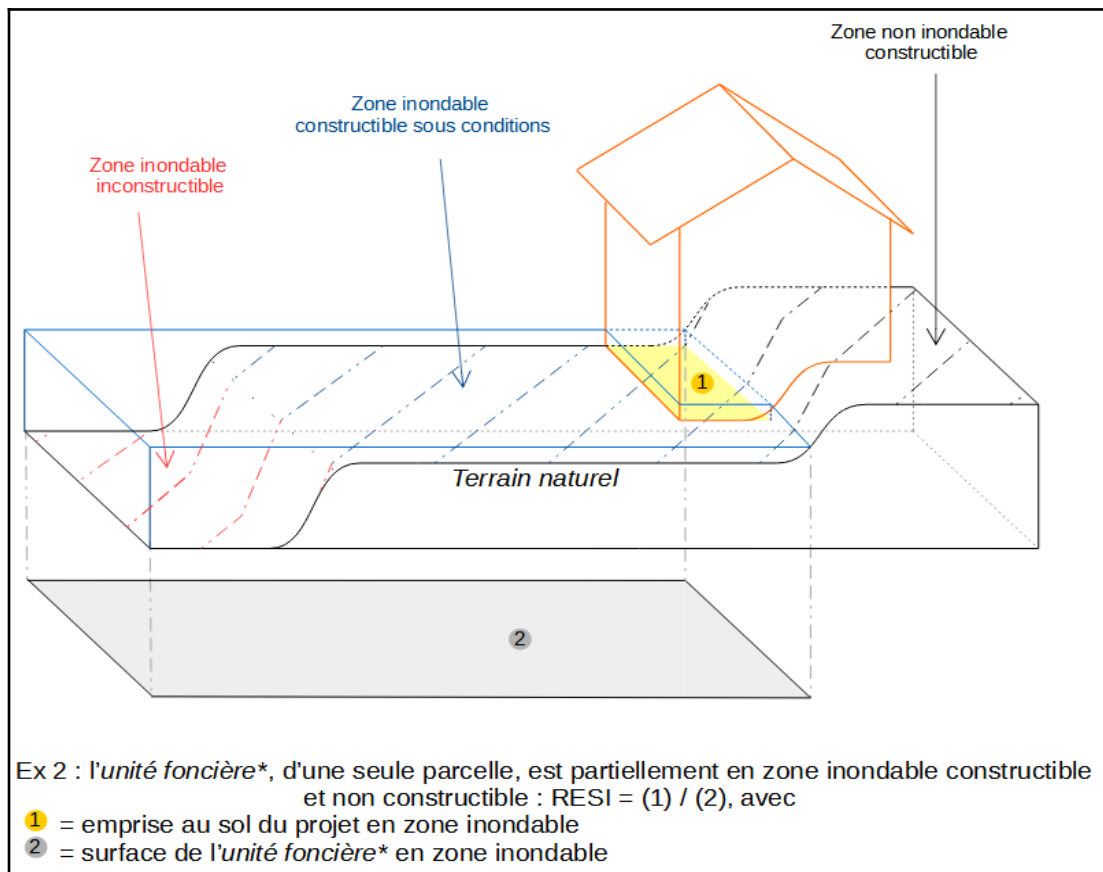 Zone non inondable
constructible
Zone inondable
constructible sous conditions
Zone inondable
inconstructible
1
Terrain naturel
2
Ex 2 : l'unité foncière*, d'une seule parcelle, est partiellement en zone inondable constructible
et non constructible : RESI = (1) / (2), avec
1 = emprise au sol du projet en zone inondable
2 = surface de l'unité foncière* en zone inondable